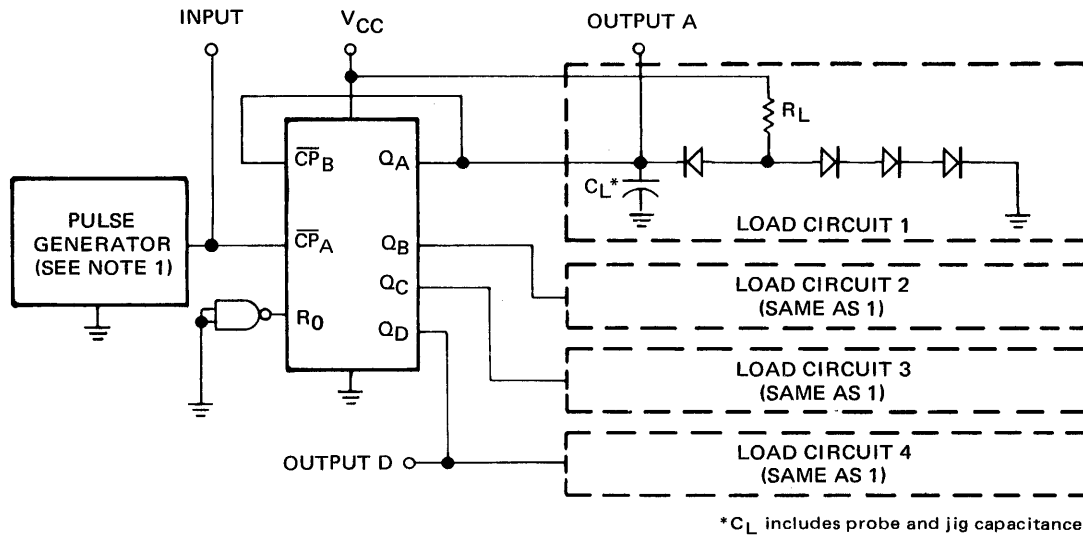 INPUT
VCC
OUTPUT A
RL
CPB
QA
CL*
PULSE
GENERATOR
(SEE NOTE 1)
CPA
LOAD CIRCUIT 1
QB
QC
LOAD CIRCUIT 2
(SAME AS 1)
R0
QD
LOAD CIRCUIT 3
(SAME AS 1)
OUTPUT D
LOAD CIRCUIT 4
(SAME AS 1)
*CL includes probe and jig capacitance